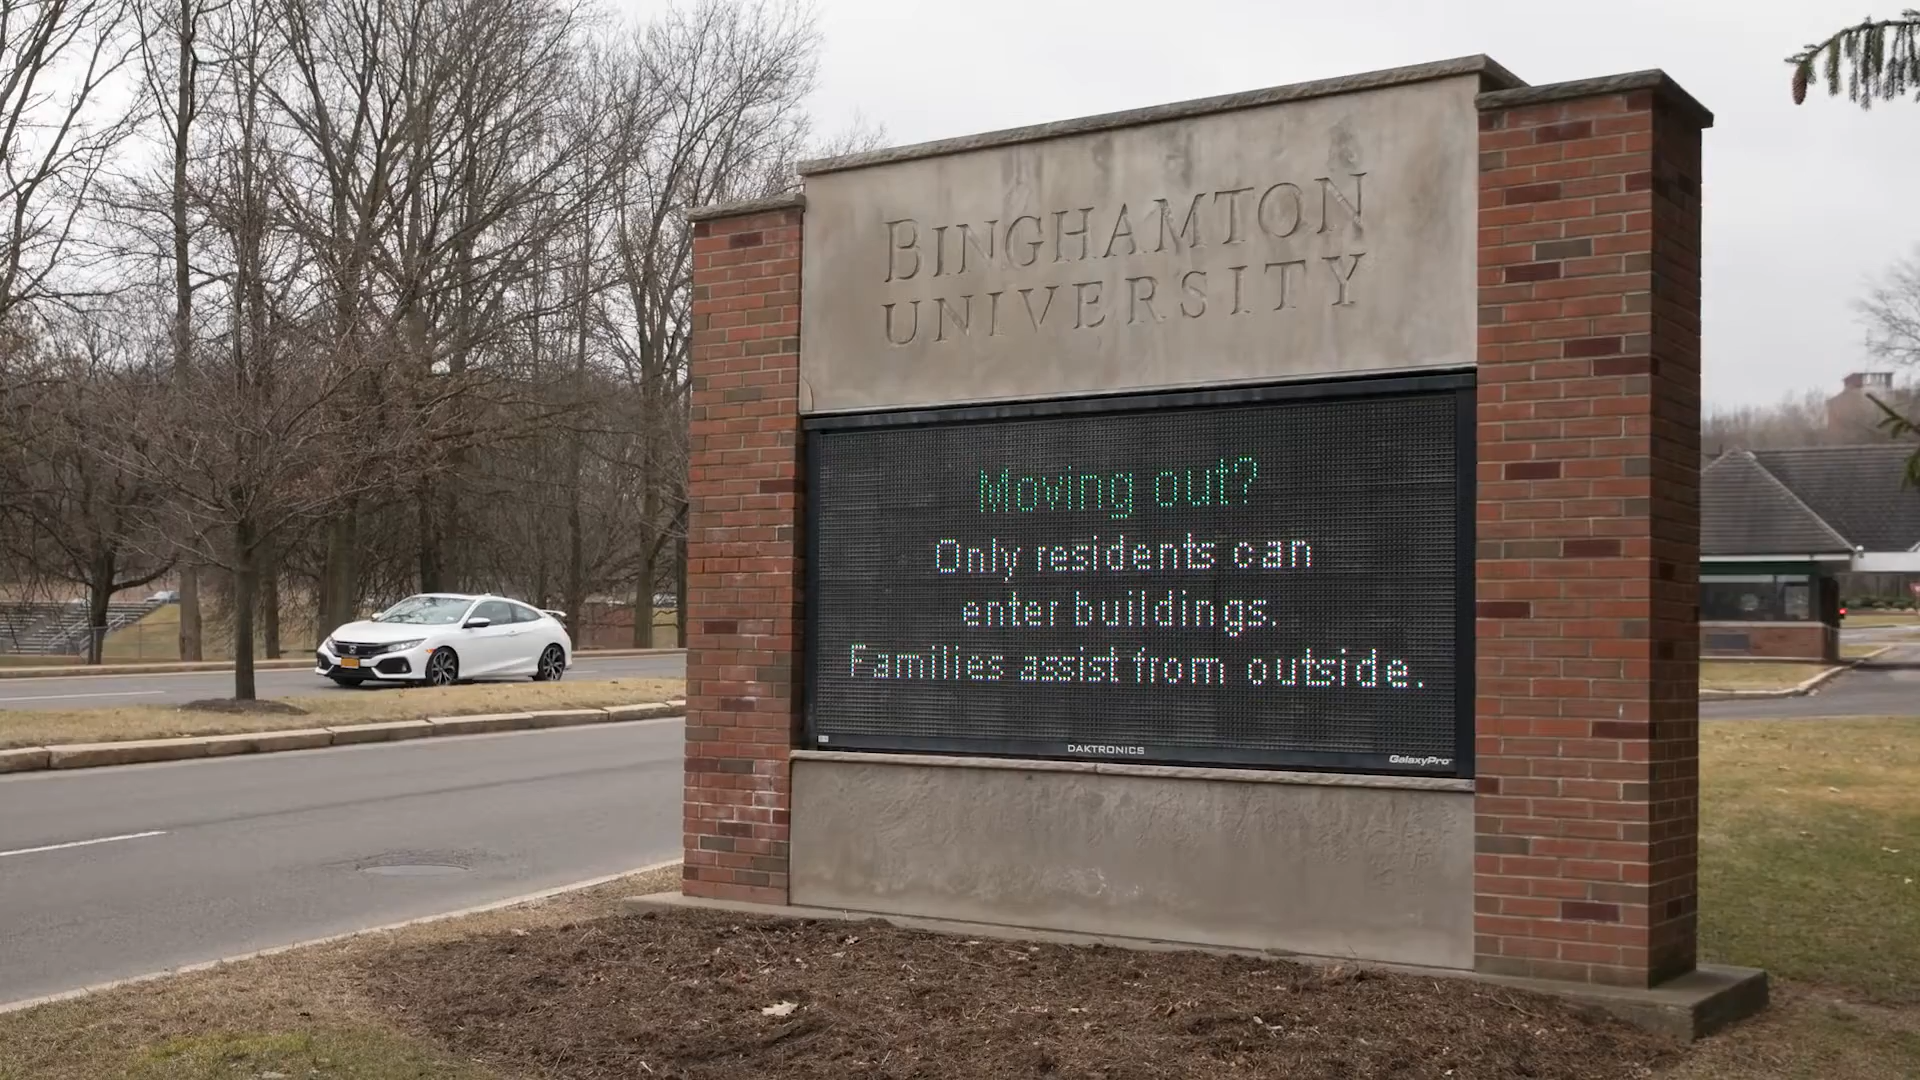 BINGHAMTON
UNIVERSITY
Moving out?
Only residents can
enter buildings.
Families assist from outside.
DAKTRONICS
GalaxyPro